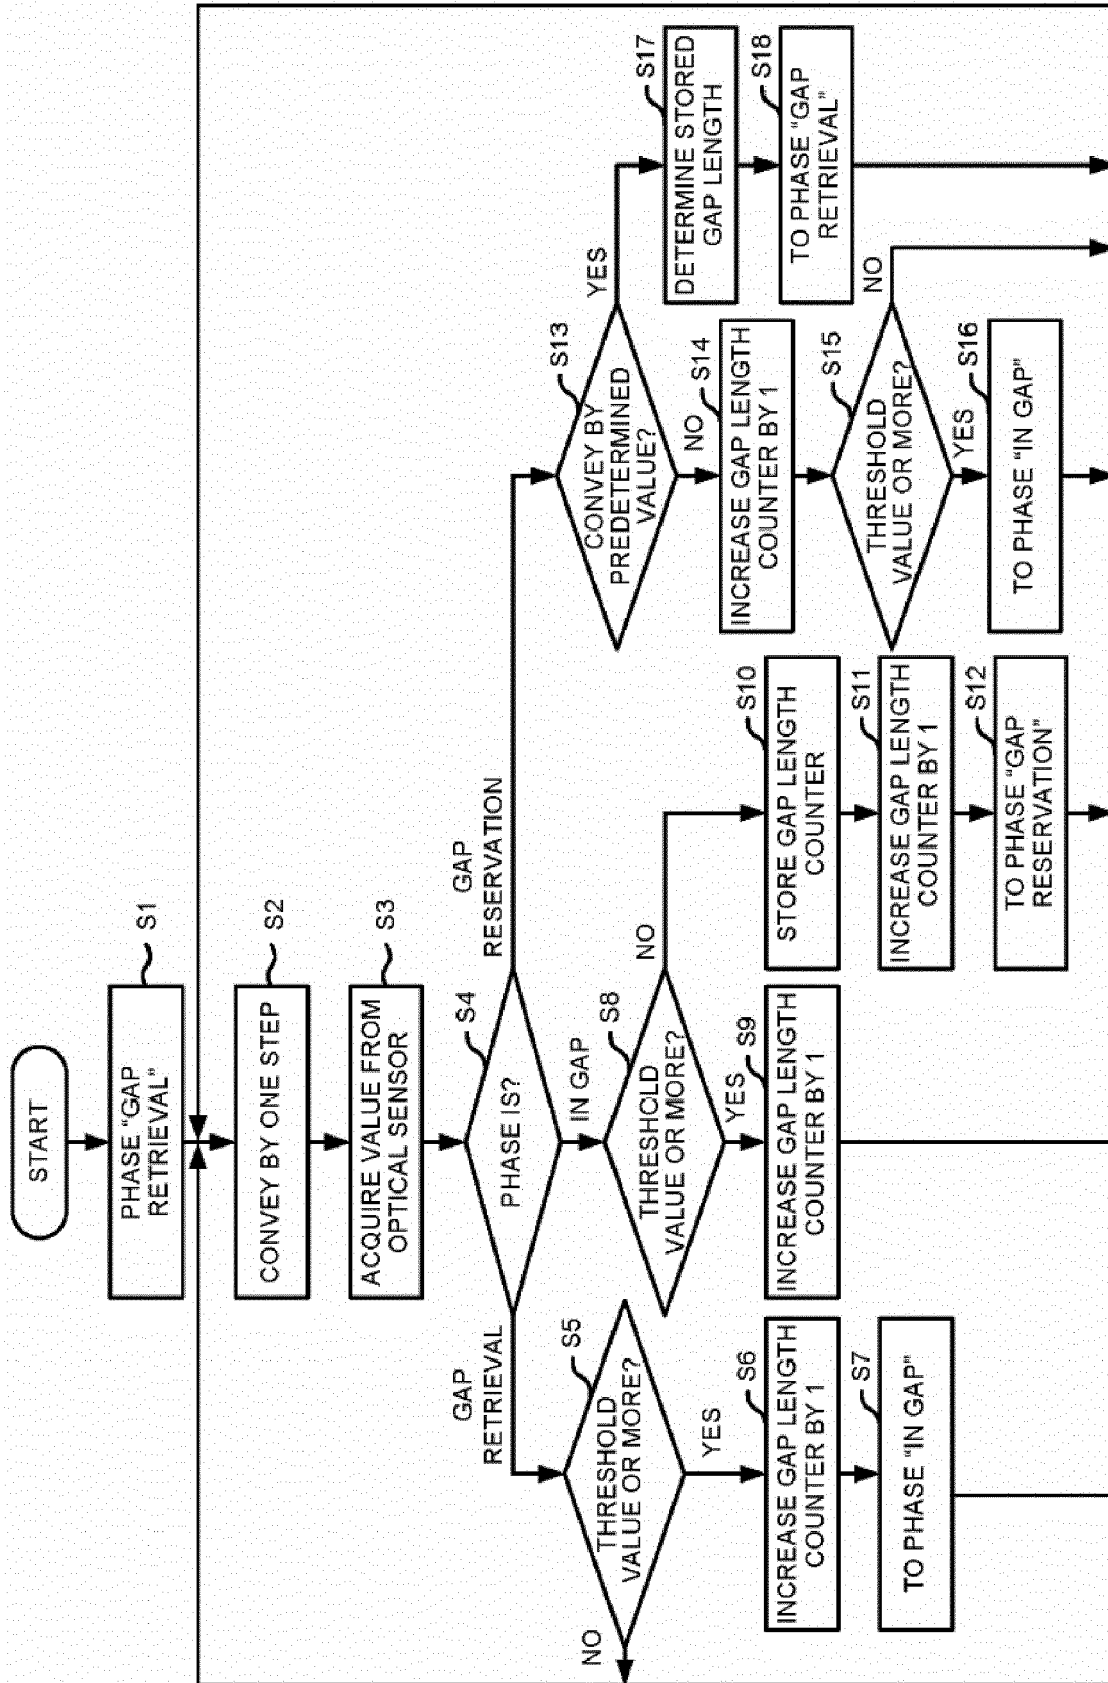 START
PHASE "GAP
RETRIEVAL"
S1
CONVEY BY ONE STEP
S2
ACQUIRE VALUE FROM
OPTICAL SENSOR
S3
PHASE IS?
S4
GAP
RETRIEVAL
IN GAP
GAP
RESERVATION
THRESHOLD
VALUE OR MORE?
S5
NO
YES
INCREASE GAP LENGTH
COUNTER BY 1
S6
TO PHASE "IN GAP"
S7
THRESHOLD
VALUE OR MORE?
S8
YES
NO
INCREASE GAP LENGTH
COUNTER BY 1
S9
STORE GAP LENGTH
COUNTER
S10
INCREASE GAP LENGTH
COUNTER BY 1
S11
TO PHASE "GAP
RESERVATION"
S12
CONVEY BY
PREDETERMINED
VALUE?
S13
NO
YES
INCREASE GAP LENGTH
COUNTER BY 1
S14
THRESHOLD
VALUE OR MORE?
S15
YES
NO
TO PHASE "IN GAP"
S16
DETERMINE STORED
GAP LENGTH
S17
TO PHASE "GAP
RETRIEVAL"
S18